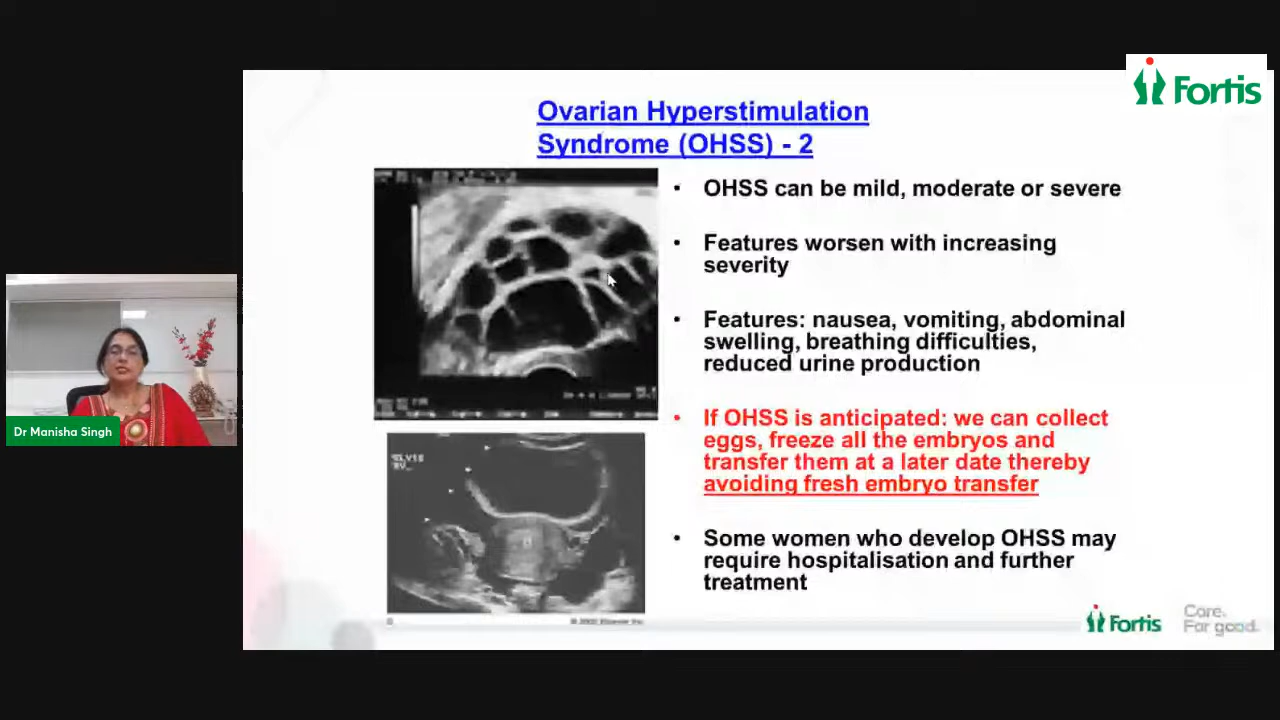 Fortis
Ovarian Hyperstimulation
Syndrome (OHSS) - 2
• OHSS can be mild, moderate or severe
• Features worsen with increasing
severity
• Features: nausea, vomiting, abdominal
swelling, breathing difficulties,
reduced urine production
• If OHSS is anticipated: we can collect
eggs, freeze all the embryos and
transfer them at a later date thereby
avoiding fresh embryo transfer
• Some women who develop OHSS may
require hospitalisation and further
treatment
Dr Manisha Singh
Fortis
Care.
For good.